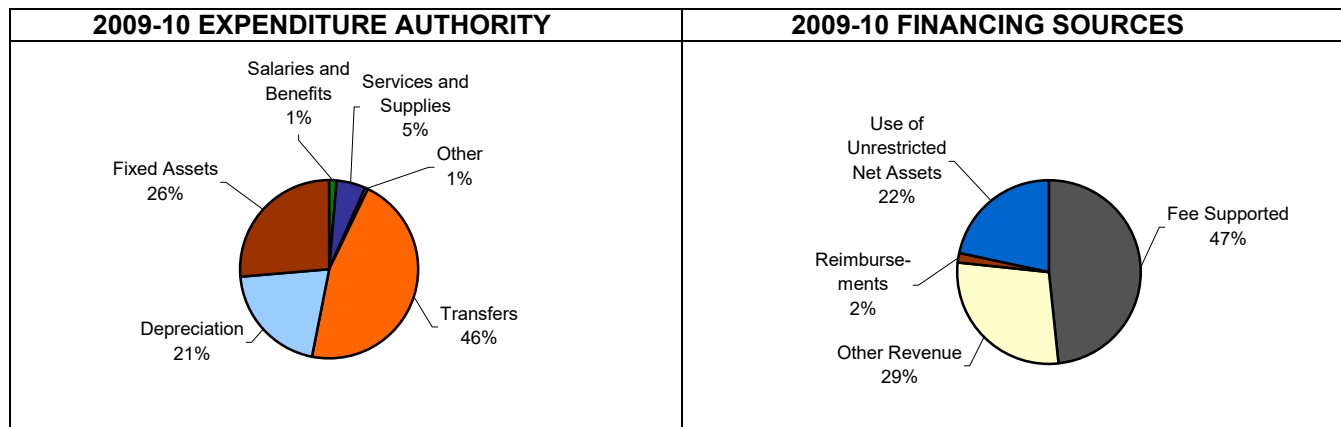 2009-10 EXPENDITURE AUTHORITY
Salaries and
Benefits
1%
Services and
Supplies
5%
Other
1%
Fixed Assets
26%
Depreciation
21%
Transfers
46%
2009-10 FINANCING SOURCES
Use of
Unrestricted
Net Assets
22%
Fee Supported
47%
Reimburse-
ments
2%
Other Revenue
29%